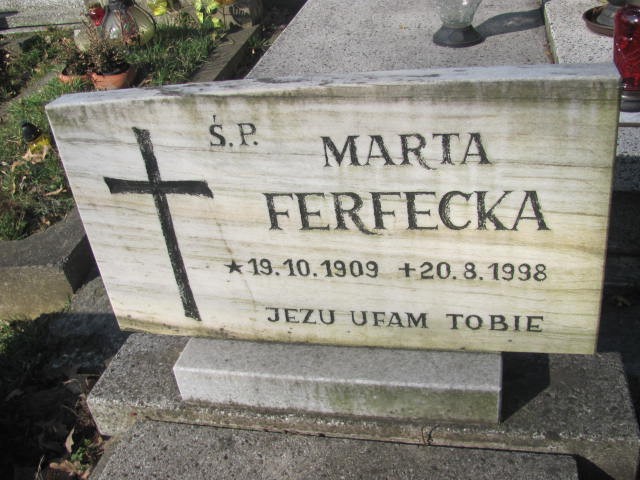 Ś.P.
MARTA
FERFECKA
★19.10.1909 +20.8.1998
JEZU UFAM TOBIE